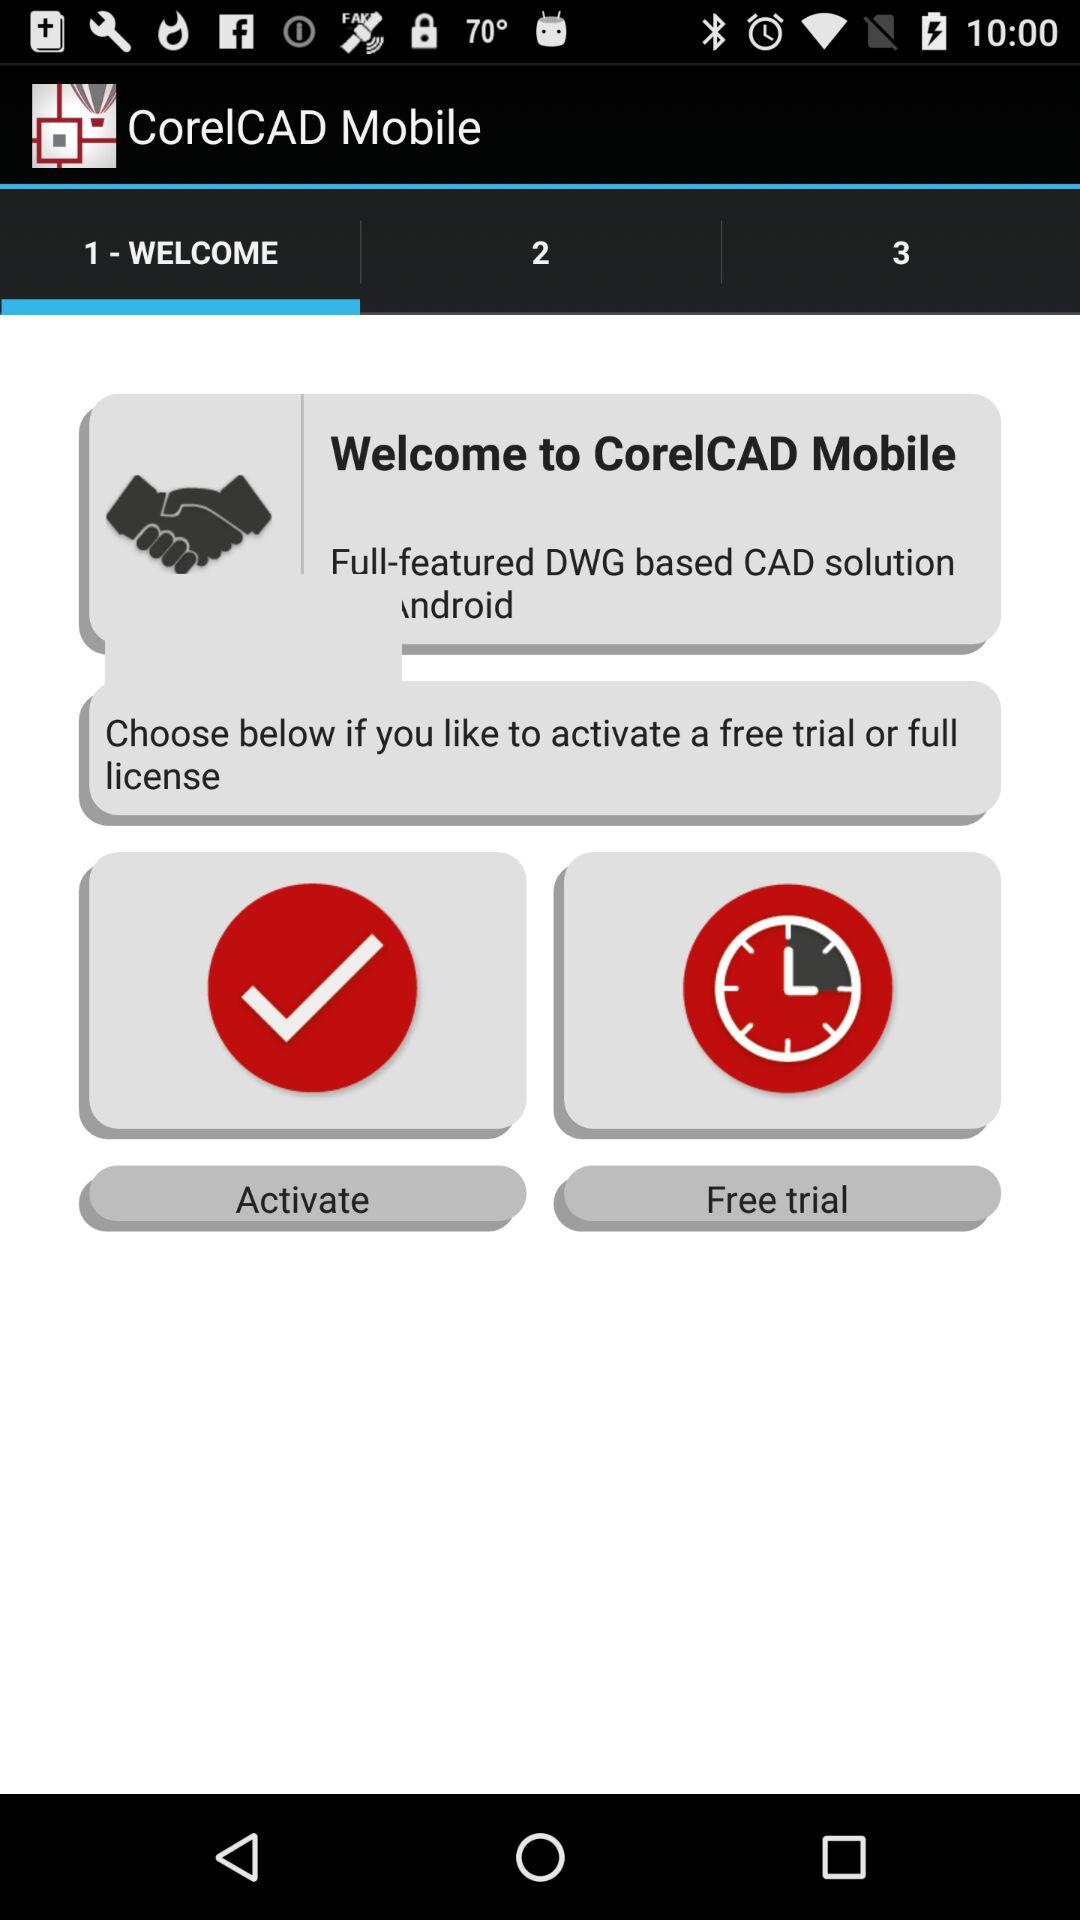 FAKE 70° 10:00
CorelCAD Mobile
1 - WELCOME 2 3
Welcome to CorelCAD Mobile
Full-featured DWG based CAD solution
Android
Choose below if you like to activate a free trial or full
license
Activate Free trial